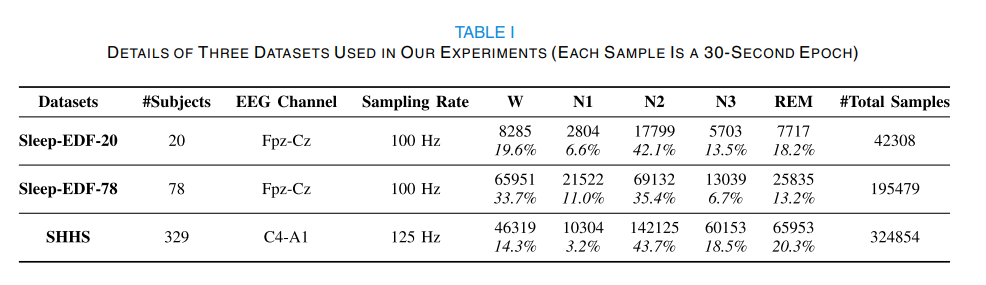 TABLE I
DETAILS OF THREE DATASETS USED IN OUR EXPERIMENTS (EACH SAMPLE IS A 30-SECOND EPOCH)
Datasets #Subjects EEG Channel Sampling Rate W N1 N2 N3 REM #Total Samples
Sleep-EDF-20 20 Fpz-Cz 100 Hz 8285 2804 17799 5703 7717 42308
19.6% 6.6% 42.1% 13.5% 18.2%
Sleep-EDF-78 78 Fpz-Cz 100 Hz 65951 21522 69132 13039 25835 195479
33.7% 11.0% 35.4% 6.7% 13.2%
SHHS 329 C4-A1 125 Hz 46319 10304 142125 60153 65953 324854
14.3% 3.2% 43.7% 18.5% 20.3%